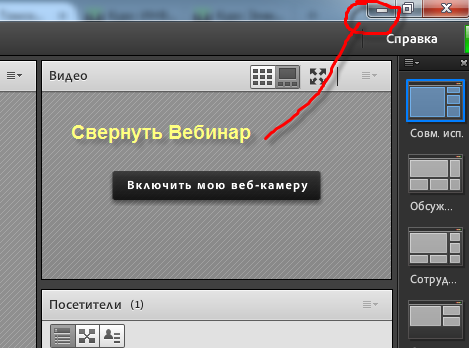 Справка
Видео
Свернуть Вебинар
Включить мою веб-камеру
Совм. исп.
Обсуж...
Сотруд...
Посетители (1)